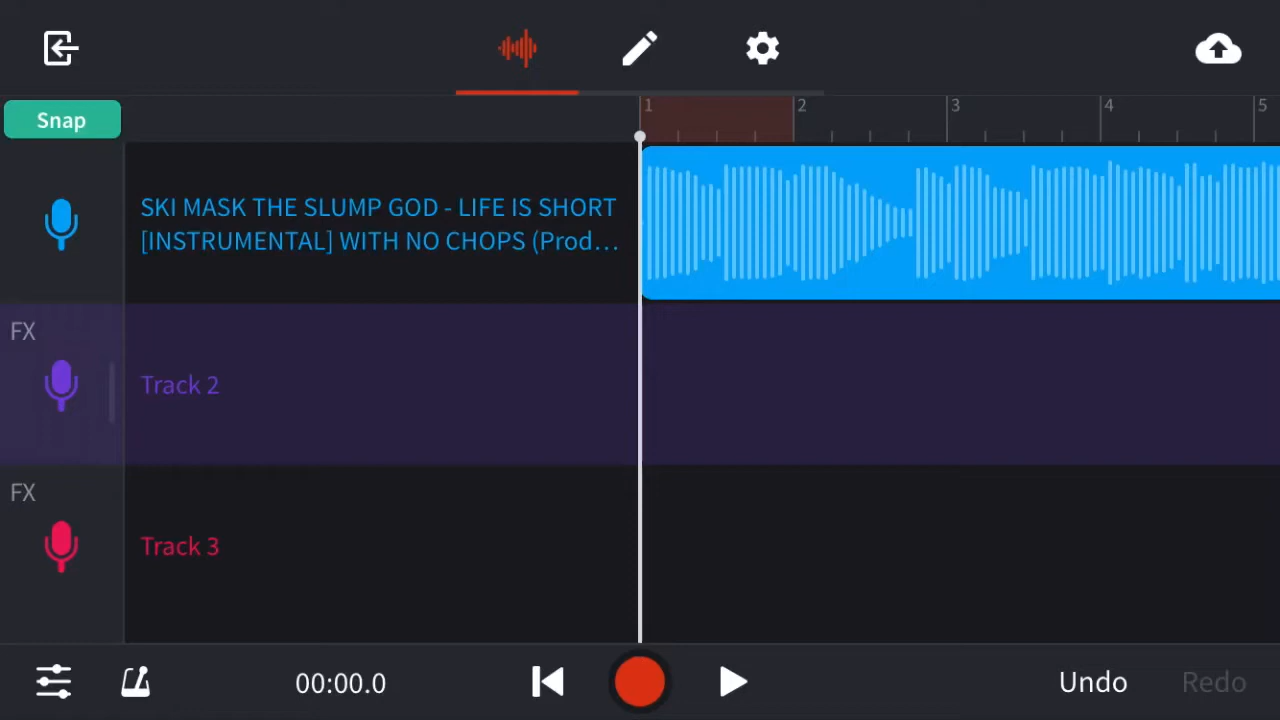 Snap
1 2 3 4 5
SKI MASK THE SLUMP GOD - LIFE IS SHORT
[INSTRUMENTAL] WITH NO CHOPS (Prod...
FX
Track 2
FX
Track 3
00:00.0 Undo Redo